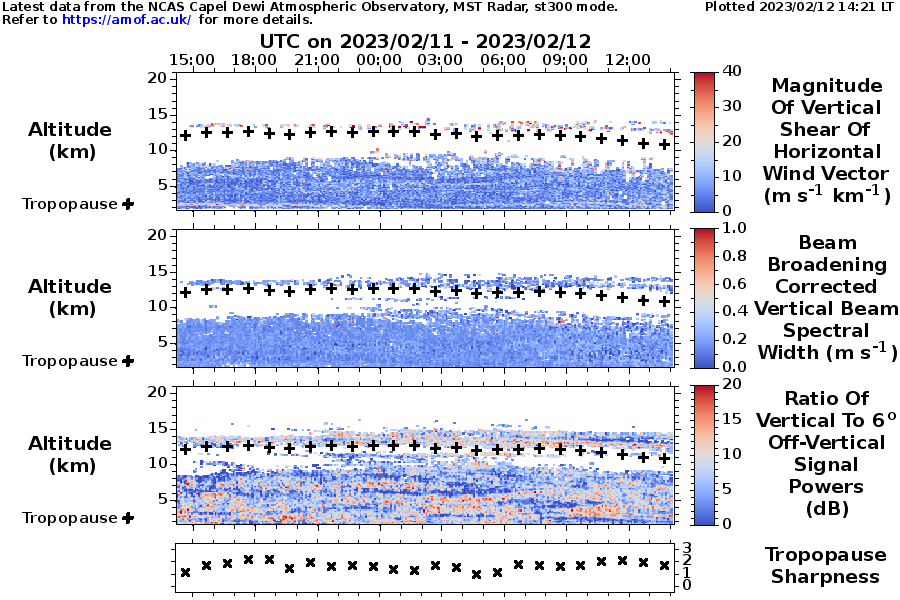 Latest data from the NCAS Capel Dewi Atmospheric Observatory, MST Radar, st300 mode.
Plotted 2023/02/12 14:21 LT
Refer to https://amof.ac.uk/ for more details.
UTC on 2023/02/11 - 2023/02/12
15:00 18:00 21:00 00:00 03:00 06:00 09:00 12:00
Altitude
(km)
Tropopause
20
15
10
5
40
30
20
10
0
Magnitude
Of Vertical
Shear Of
Horizontal
Wind Vector
(m s-1 km-1)
Altitude
(km)
Tropopause
20
15
10
5
1.0
0.8
0.6
0.4
0.2
0.0
Beam
Broadening
Corrected
Vertical Beam
Spectral
Width (m s-1)
Altitude
(km)
Tropopause
20
15
10
5
20
15
10
5
0
Ratio Of
Vertical To 6°
Off-Vertical
Signal
Powers
(dB)
3
2
1
0
Tropopause
Sharpness